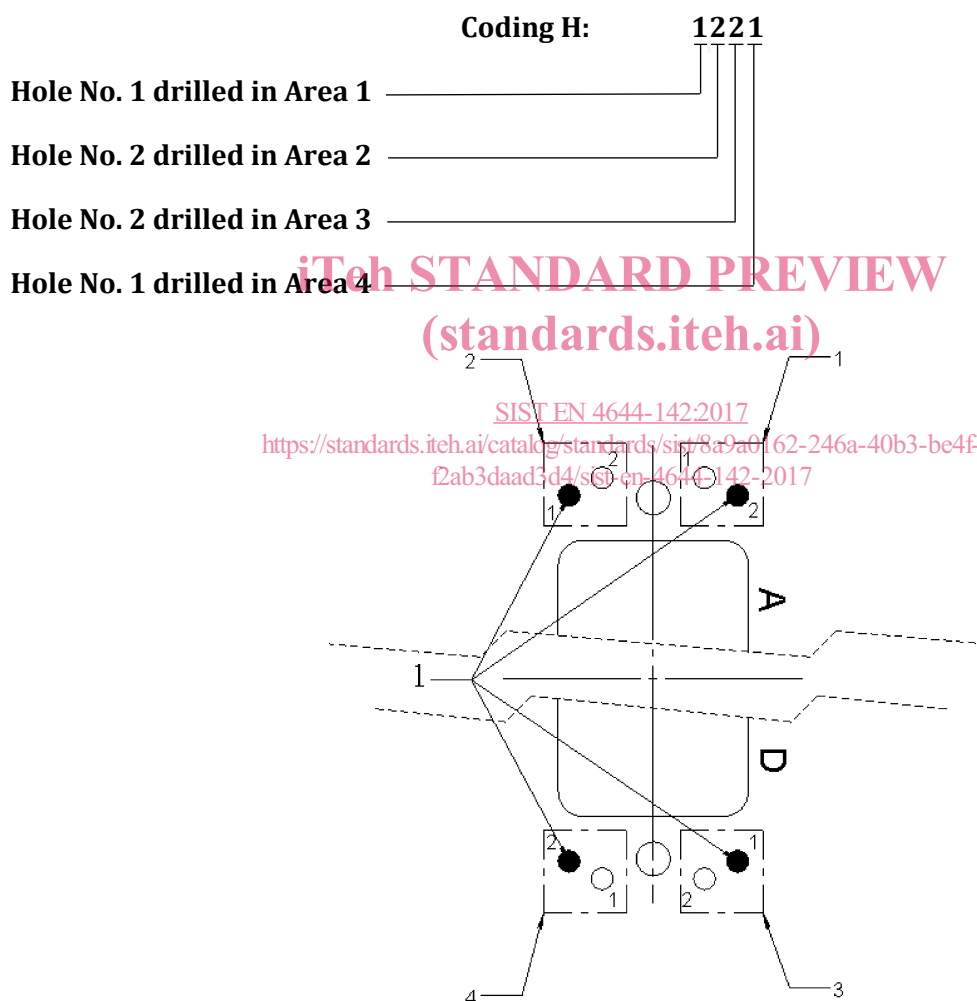 Coding H: 1221
Hole No. 1 drilled in Area 1
Hole No. 2 drilled in Area 2
Hole No. 2 drilled in Area 3
Hole No. 1 drilled in Area 4
iTeh STANDARD PREVIEW
(standards.iteh.ai)
2 1
SIST EN 4644-142:2017
https://standards.iteh.ai/catalog/standards/sist/8a9a0162-246a-40b3-be4f-
f2ab3daad3d4/sist-en-4644-142-2017
2 1
1 2
A
1
D
2 1
1 2
4 3